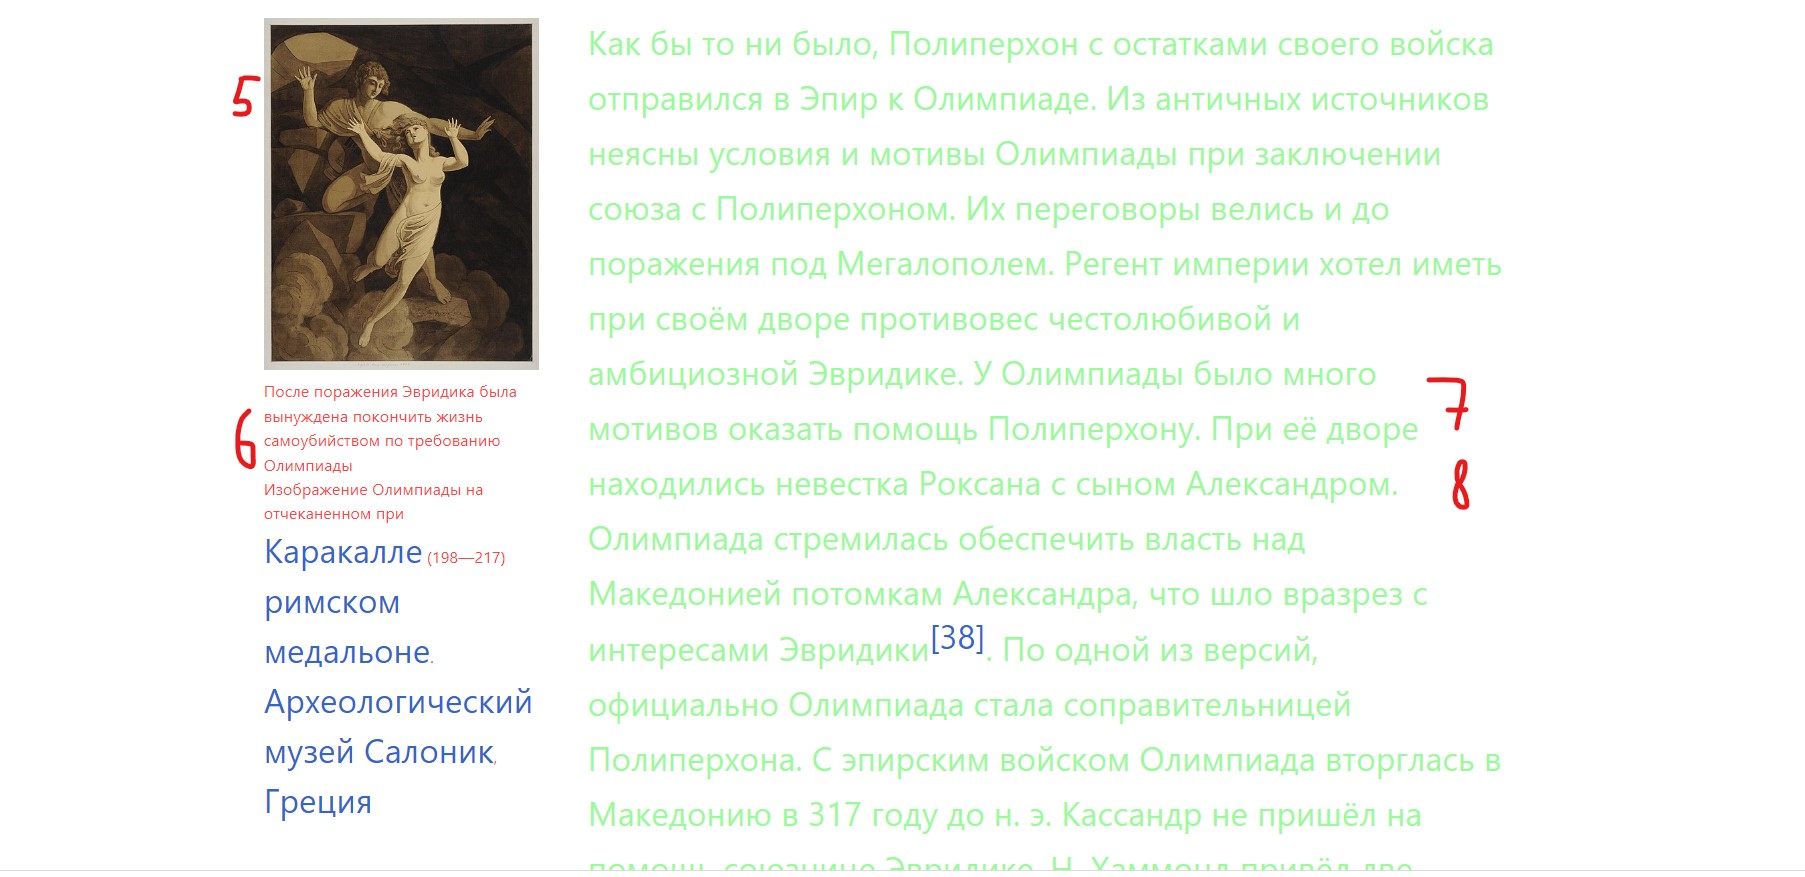 5
После поражения Эвридика была
вынуждена покончить жизнь
самоубийством по требованию
Олимпиады
6
Изображение Олимпиады на
отчеканенном при
Каракалле (198—217)
римском
медальоне.
Археологический
музей Салоник,
Греция
Как бы то ни было, Полиперхон с остатками своего войска
отправился в Эпир к Олимпиаде. Из античных источников
неясны условия и мотивы Олимпиады при заключении
союза с Полиперхоном. Их переговоры велись и до
поражения под Мегалополем. Регент империи хотел иметь
при своём дворе противовес честолюбивой и
амбициозной Эвридике. У Олимпиады было много
7
мотивов оказать помощь Полиперхону. При её дворе
находились невестка Роксана с сыном Александром.
8
Олимпиада стремилась обеспечить власть над
Македонией потомкам Александра, что шло вразрез с
интересами Эвридики[38]. По одной из версий,
официально Олимпиада стала соправительницей
Полиперхона. С эпирским войском Олимпиада вторглась в
Македонию в 317 году до н. э. Кассандр не пришёл на
помощь союзнице Эвридике. Н. Хаммонд привёл две